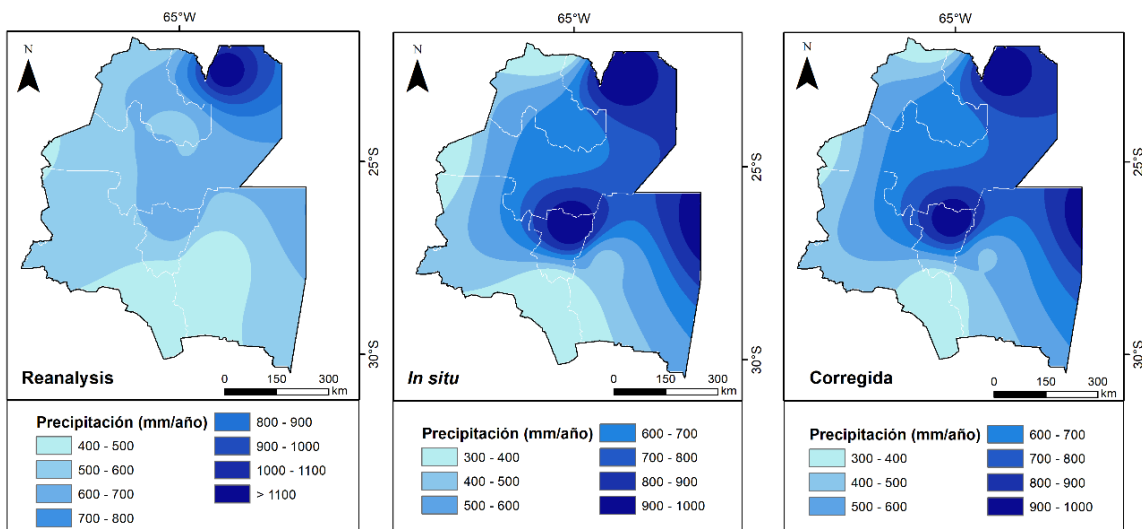 65°W
65°W
65°W
N
N
N
25°S
25°S
25°S
30°S
30°S
30°S
Reanalysis
0 150 300
km
In situ
0 150 300
km
Corregida
0 150 300
km
Precipitación (mm/año)
400 - 500
500 - 600
600 - 700
700 - 800
800 - 900
900 - 1000
1000 - 1100
> 1100
Precipitación (mm/año)
300 - 400
400 - 500
500 - 600
600 - 700
700 - 800
800 - 900
900 - 1000
Precipitación (mm/año)
300 - 400
400 - 500
500 - 600
600 - 700
700 - 800
800 - 900
900 - 1000